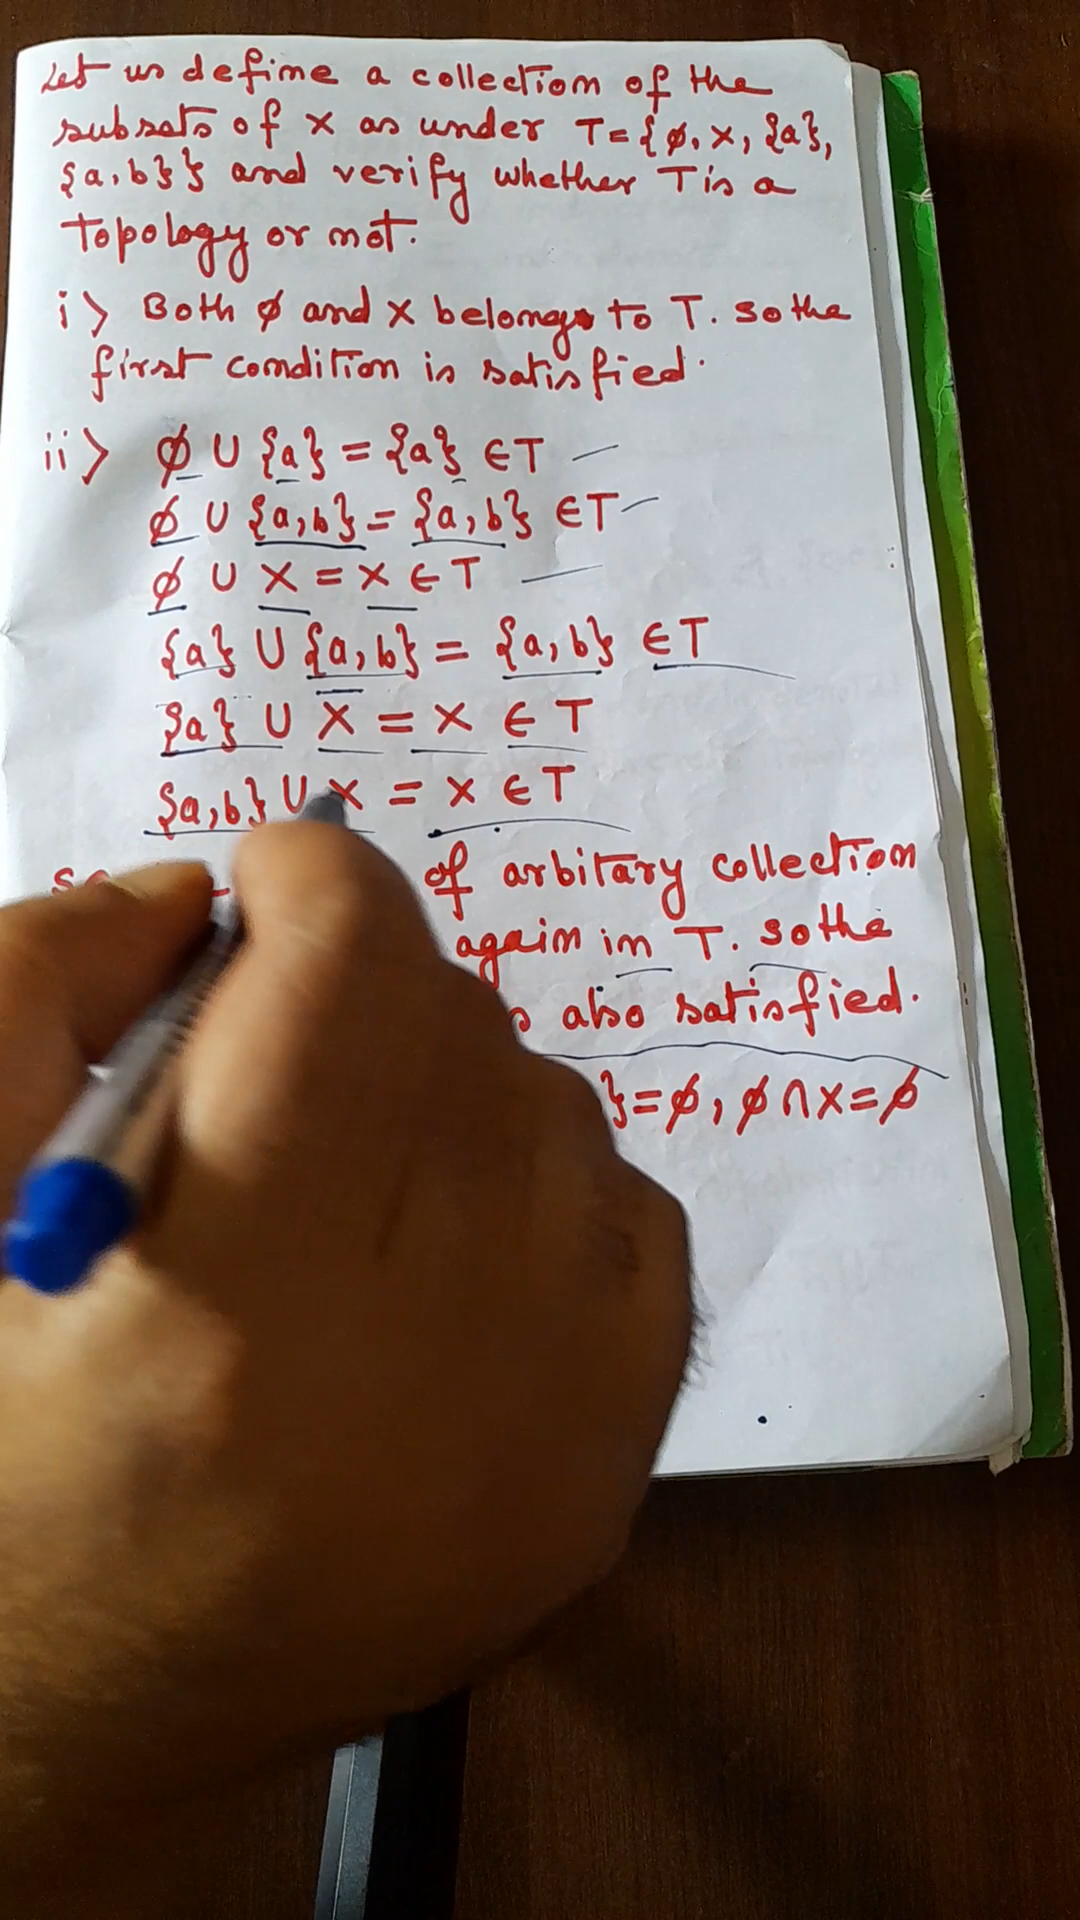 Let us define a collection of the
subsets of X as under T={ϕ, X, {a},
{a,b}} and verify whether T is a
topology or not.
i> Both ϕ and X belongs to T. So the
first condition is satisfied.
ii> ϕ ∪ {a} = {a} ∈ T
ϕ ∪ {a,b} = {a,b} ∈ T
ϕ ∪ X = X ∈ T
{a} ∪ {a,b} = {a,b} ∈ T
{a} ∪ X = X ∈ T
{a,b} ∪ X = X ∈ T
of arbitary collection
again in T. So the
also satisfied.
}=ϕ, ϕ∩X=ϕ